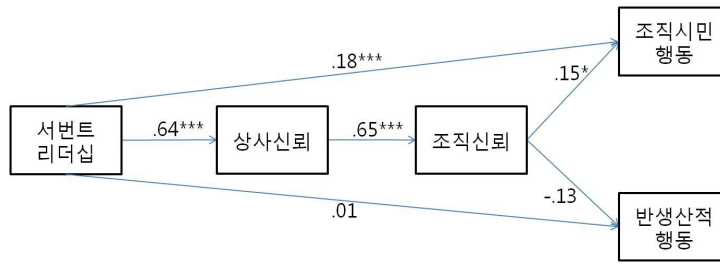 조직시민
행동
.18***
.15*
서번트
리더십
.64***
상사신뢰
.65***
조직신뢰
-.13
.01
반생산적
행동